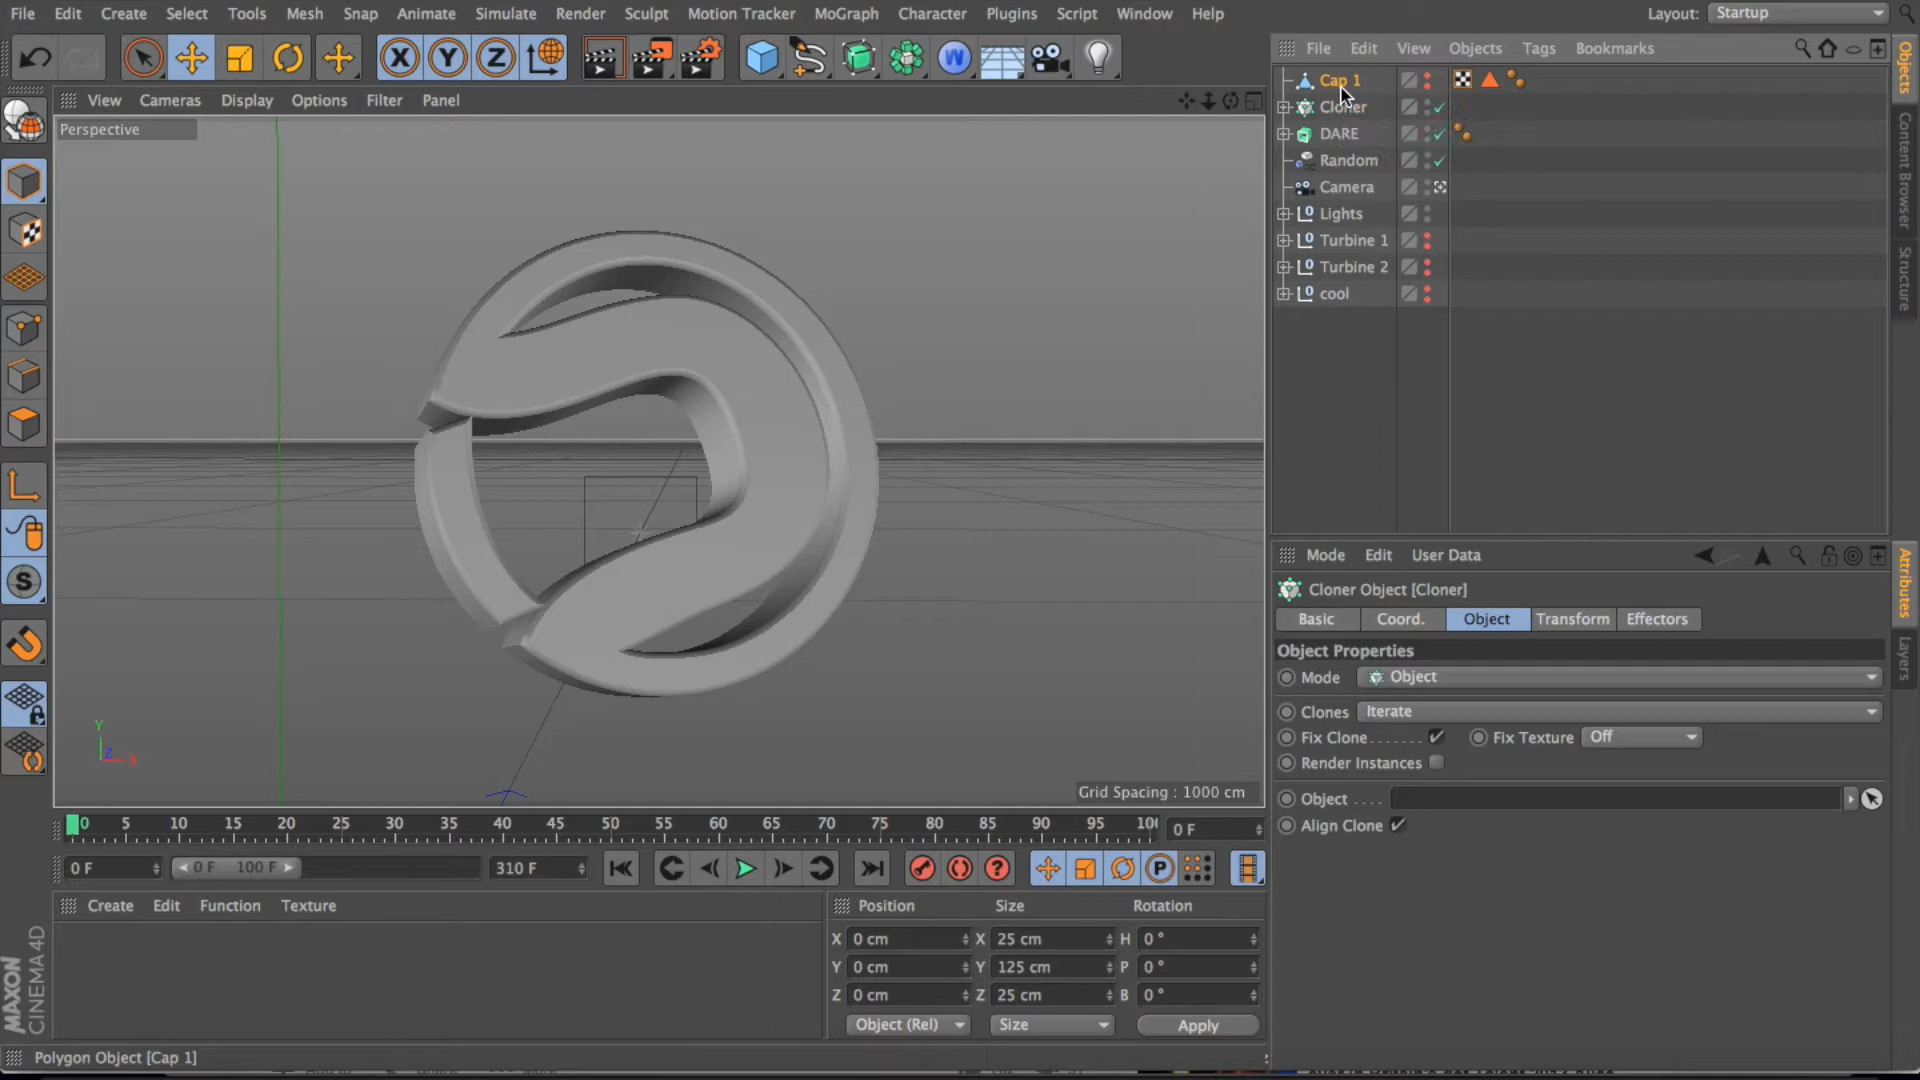 File Edit Create Select Tools Mesh Snap Animate Simulate Render Sculpt Motion Tracker MoGraph Character Plugins Script Window Help Layout: Startup
X Y Z
File Edit View Objects Tags Bookmarks
View Cameras Display Options Filter Panel
Perspective
Cap 1
Cloner
DARE
Random
Camera
Lights
Turbine 1
Turbine 2
cool
Objects
Content Browser
Structure
Mode Edit User Data
Cloner Object [Cloner]
Basic Coord. Object Transform Effectors
Object Properties
Mode Object
Clones Iterate
Fix Clone....... Fix Texture Off
Render Instances
Object ....
Align Clone
Attributes
Layers
Y
Z X
Grid Spacing : 1000 cm
0 5 10 15 20 25 30 35 40 45 50 55 60 65 70 75 80 85 90 95 0 F
0 F 0 F 100 F 310 F
Create Edit Function Texture
Position Size Rotation
X 0 cm X 25 cm H 0 °
Y 0 cm Y 125 cm P 0 °
Z 0 cm Z 25 cm B 0 °
Object (Rel) Size Apply
MAXON
CINEMA 4D
Polygon Object [Cap 1]